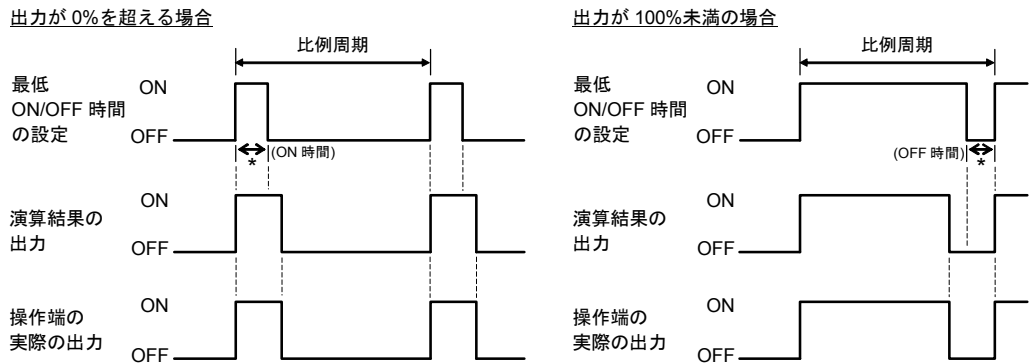 出力が 0%を超える場合
比例周期
最低
ON/OFF 時間
の設定
ON
OFF
(ON 時間)
*
演算結果の
出力
ON
OFF
操作端の
実際の出力
ON
OFF
出力が 100%未満の場合
比例周期
最低
ON/OFF 時間
の設定
ON
OFF
(OFF 時間)
*
演算結果の
出力
ON
OFF
操作端の
実際の出力
ON
OFF